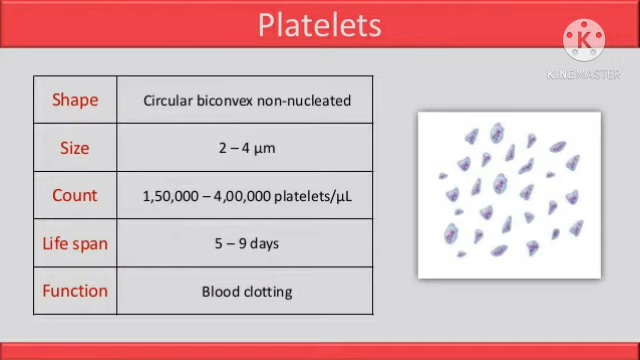 Platelets
K
KINEMASTER
Shape Circular biconvex non-nucleated
Size 2 – 4 µm
Count 1,50,000 – 4,00,000 platelets/µL
Life span 5 – 9 days
Function Blood clotting